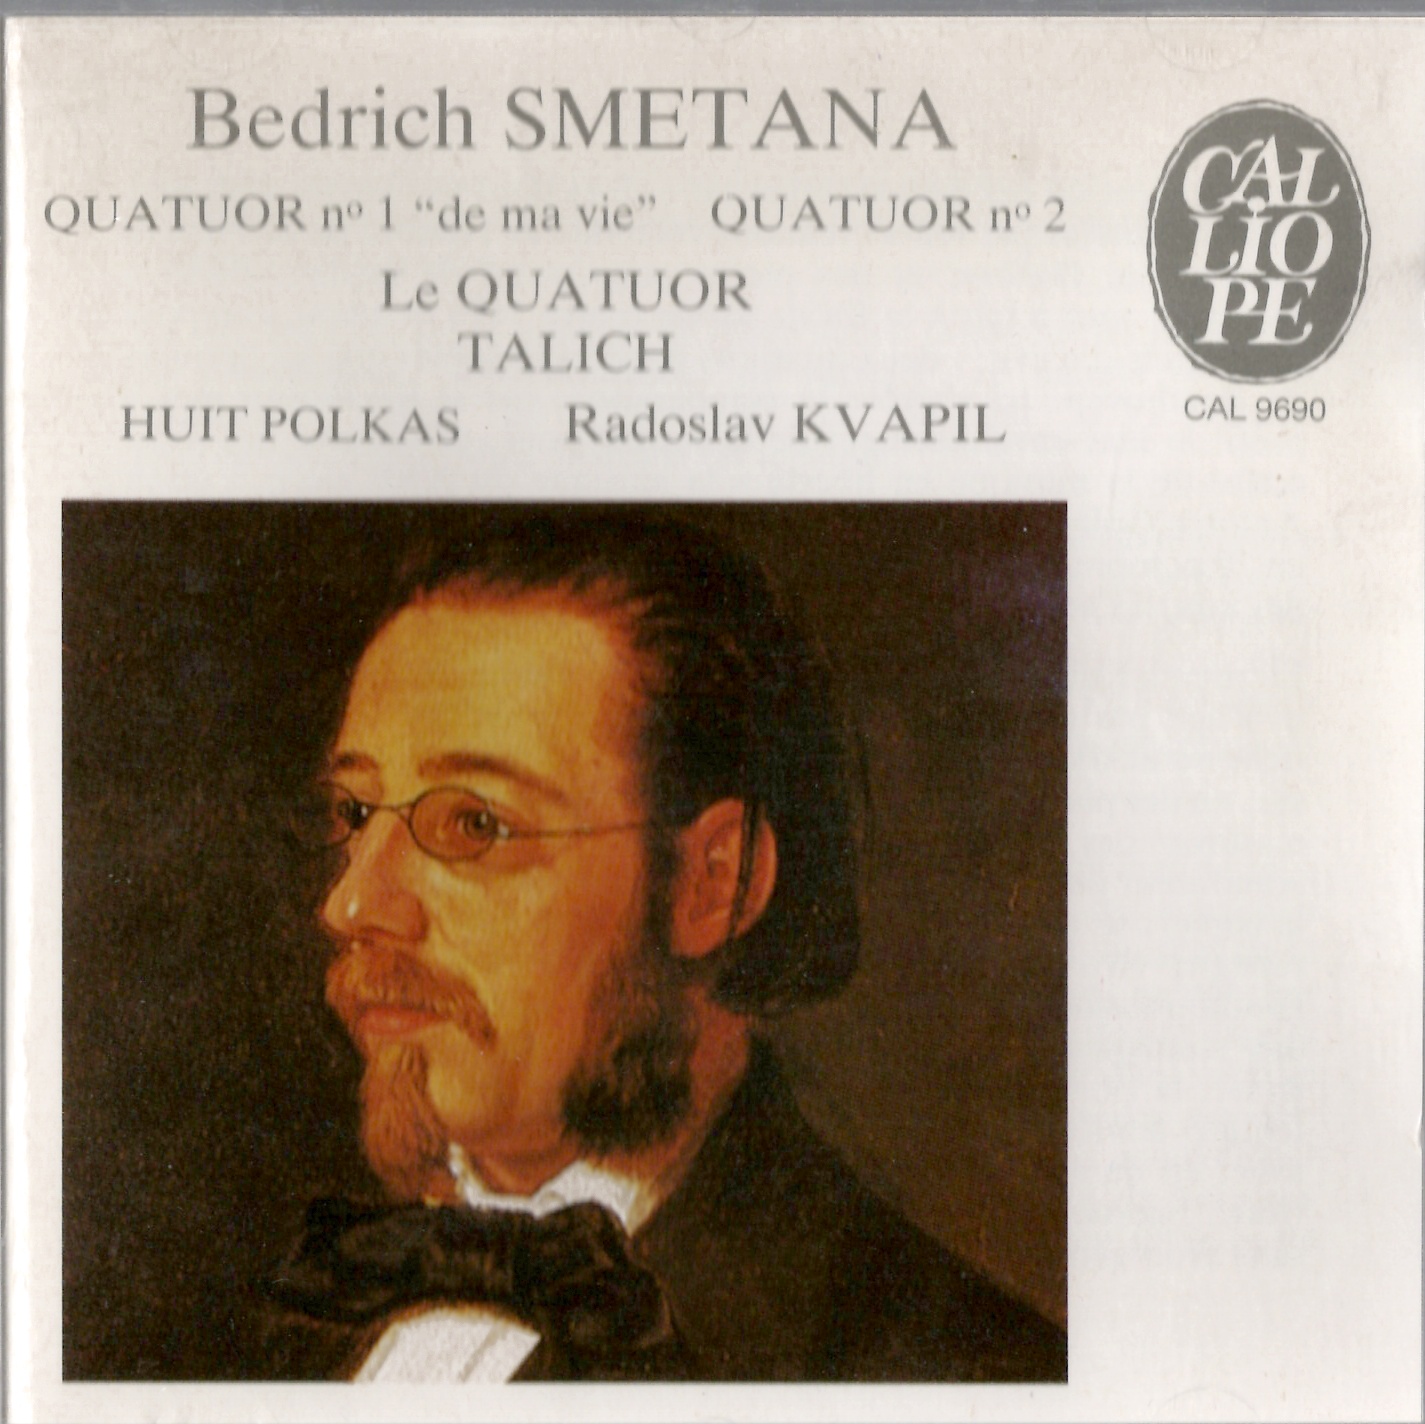 Bedrich SMETANA
QUATUOR nº 1 “de ma vie” QUATUOR nº 2
Le QUATUOR
TALICH
HUIT POLKAS Radoslav KVAPIL
CAL
LIO
PE
CAL 9690